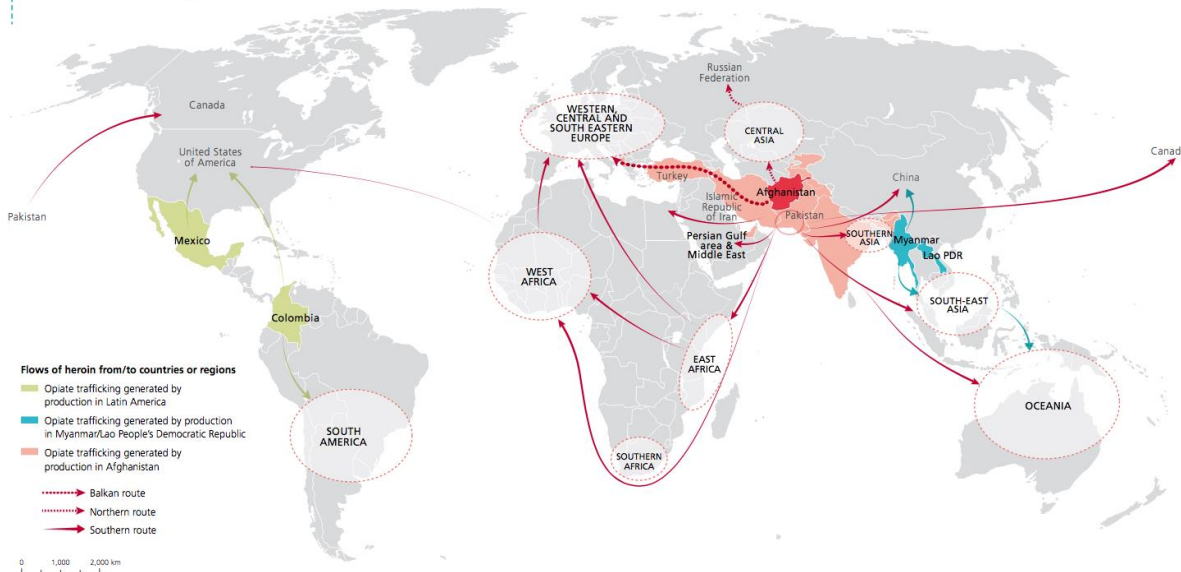 Russian
Federation
Canada
WESTERN,
CENTRAL AND
SOUTH EASTERN
EUROPE
CENTRAL
ASIA
United States
of America
Canad
Turkey
Afghanistan
China
Islamic
Republic
of Iran
Pakistan
Pakistan
Mexico
Persian Gulf
area &
Middle East
SOUTHERN
ASIA
Myanmar
Lao PDR
WEST
AFRICA
SOUTH-EAST
ASIA
Colombia
EAST
AFRICA
OCEANIA
SOUTH
AMERICA
SOUTHERN
AFRICA
Flows of heroin from/to countries or regions
Opiate trafficking generated by
production in Latin America
Opiate trafficking generated by production
in Myanmar/Lao People's Democratic Republic
Opiate trafficking generated by
production in Afghanistan
Balkan route
Northern route
Southern route
0 1,000 2,000 km